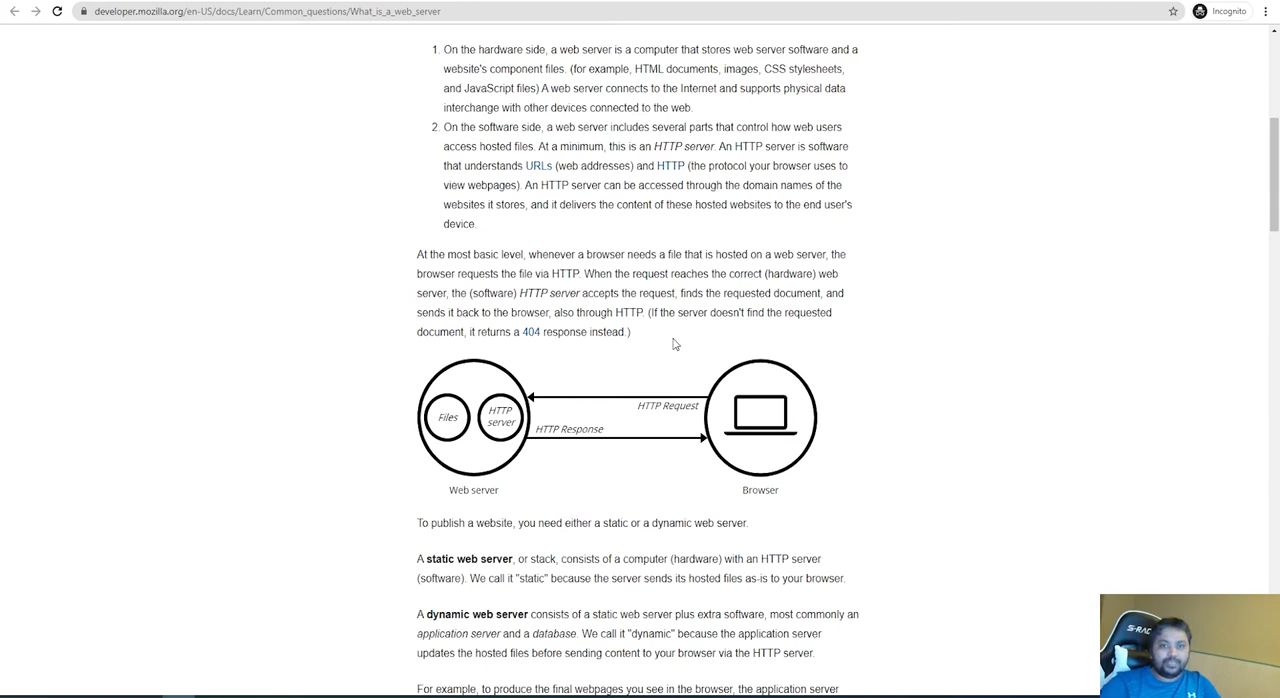 developer.mozilla.org/en-US/docs/Learn/Common_questions/What_is_a_web_server
Incognito
1. On the hardware side, a web server is a computer that stores web server software and a
website's component files. (for example, HTML documents, images, CSS stylesheets,
and JavaScript files) A web server connects to the Internet and supports physical data
interchange with other devices connected to the web.
2. On the software side, a web server includes several parts that control how web users
access hosted files. At a minimum, this is an HTTP server. An HTTP server is software
that understands URLs (web addresses) and HTTP (the protocol your browser uses to
view webpages). An HTTP server can be accessed through the domain names of the
websites it stores, and it delivers the content of these hosted websites to the end user's
device.
At the most basic level, whenever a browser needs a file that is hosted on a web server, the
browser requests the file via HTTP. When the request reaches the correct (hardware) web
server, the (software) HTTP server accepts the request, finds the requested document, and
sends it back to the browser, also through HTTP. (If the server doesn't find the requested
document, it returns a 404 response instead.)
Files
HTTP
server
HTTP Request
HTTP Response
Web server
Browser
To publish a website, you need either a static or a dynamic web server.
A static web server, or stack, consists of a computer (hardware) with an HTTP server
(software). We call it "static" because the server sends its hosted files as-is to your browser.
A dynamic web server consists of a static web server plus extra software, most commonly an
application server and a database. We call it "dynamic" because the application server
updates the hosted files before sending content to your browser via the HTTP server.
For example, to produce the final webpages you see in the browser, the application server
S-RAC